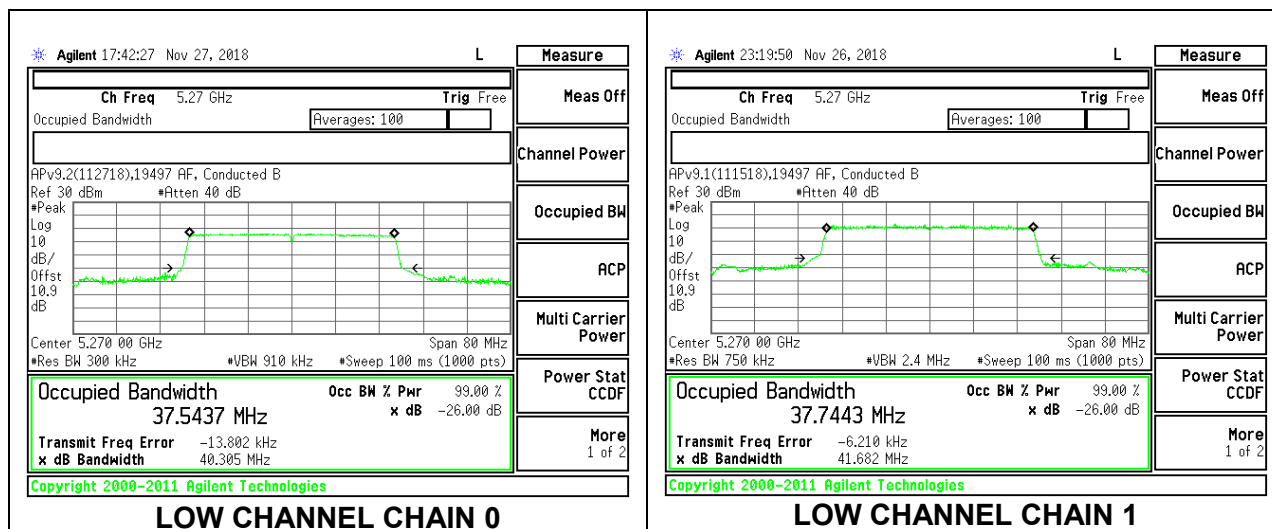 Agilent 17:42:27 Nov 27, 2018 L
Measure
Ch Freq 5.27 GHz Trig Free
Meas Off
Occupied Bandwidth Averages: 100
Channel Power
APv9.2(112718),19497 AF, Conducted B
Ref 30 dBm #Atten 40 dB
#Peak
Log
10
dB/
Offst
10.9
dB
Occupied BW
ACP
Multi Carrier
Power
Center 5.270 00 GHz Span 80 MHz
#Res BW 300 kHz #VBW 910 kHz #Sweep 100 ms (1000 pts)
Power Stat
CCDF
Occupied Bandwidth Occ BW % Pwr 99.00 %
37.5437 MHz x dB -26.00 dB
More
1 of 2
Transmit Freq Error -13.802 kHz
x dB Bandwidth 40.305 MHz
Copyright 2000-2011 Agilent Technologies
LOW CHANNEL CHAIN 0
Agilent 23:19:50 Nov 26, 2018 L
Measure
Ch Freq 5.27 GHz Trig Free
Meas Off
Occupied Bandwidth Averages: 100
Channel Power
APv9.1(111518),19497 AF, Conducted B
Ref 30 dBm #Atten 40 dB
#Peak
Log
10
dB/
Offst
10.9
dB
Occupied BW
ACP
Multi Carrier
Power
Center 5.270 00 GHz Span 80 MHz
#Res BW 750 kHz #VBW 2.4 MHz #Sweep 100 ms (1000 pts)
Power Stat
CCDF
Occupied Bandwidth Occ BW % Pwr 99.00 %
37.7443 MHz x dB -26.00 dB
More
1 of 2
Transmit Freq Error -6.210 kHz
x dB Bandwidth 41.682 MHz
Copyright 2000-2011 Agilent Technologies
LOW CHANNEL CHAIN 1